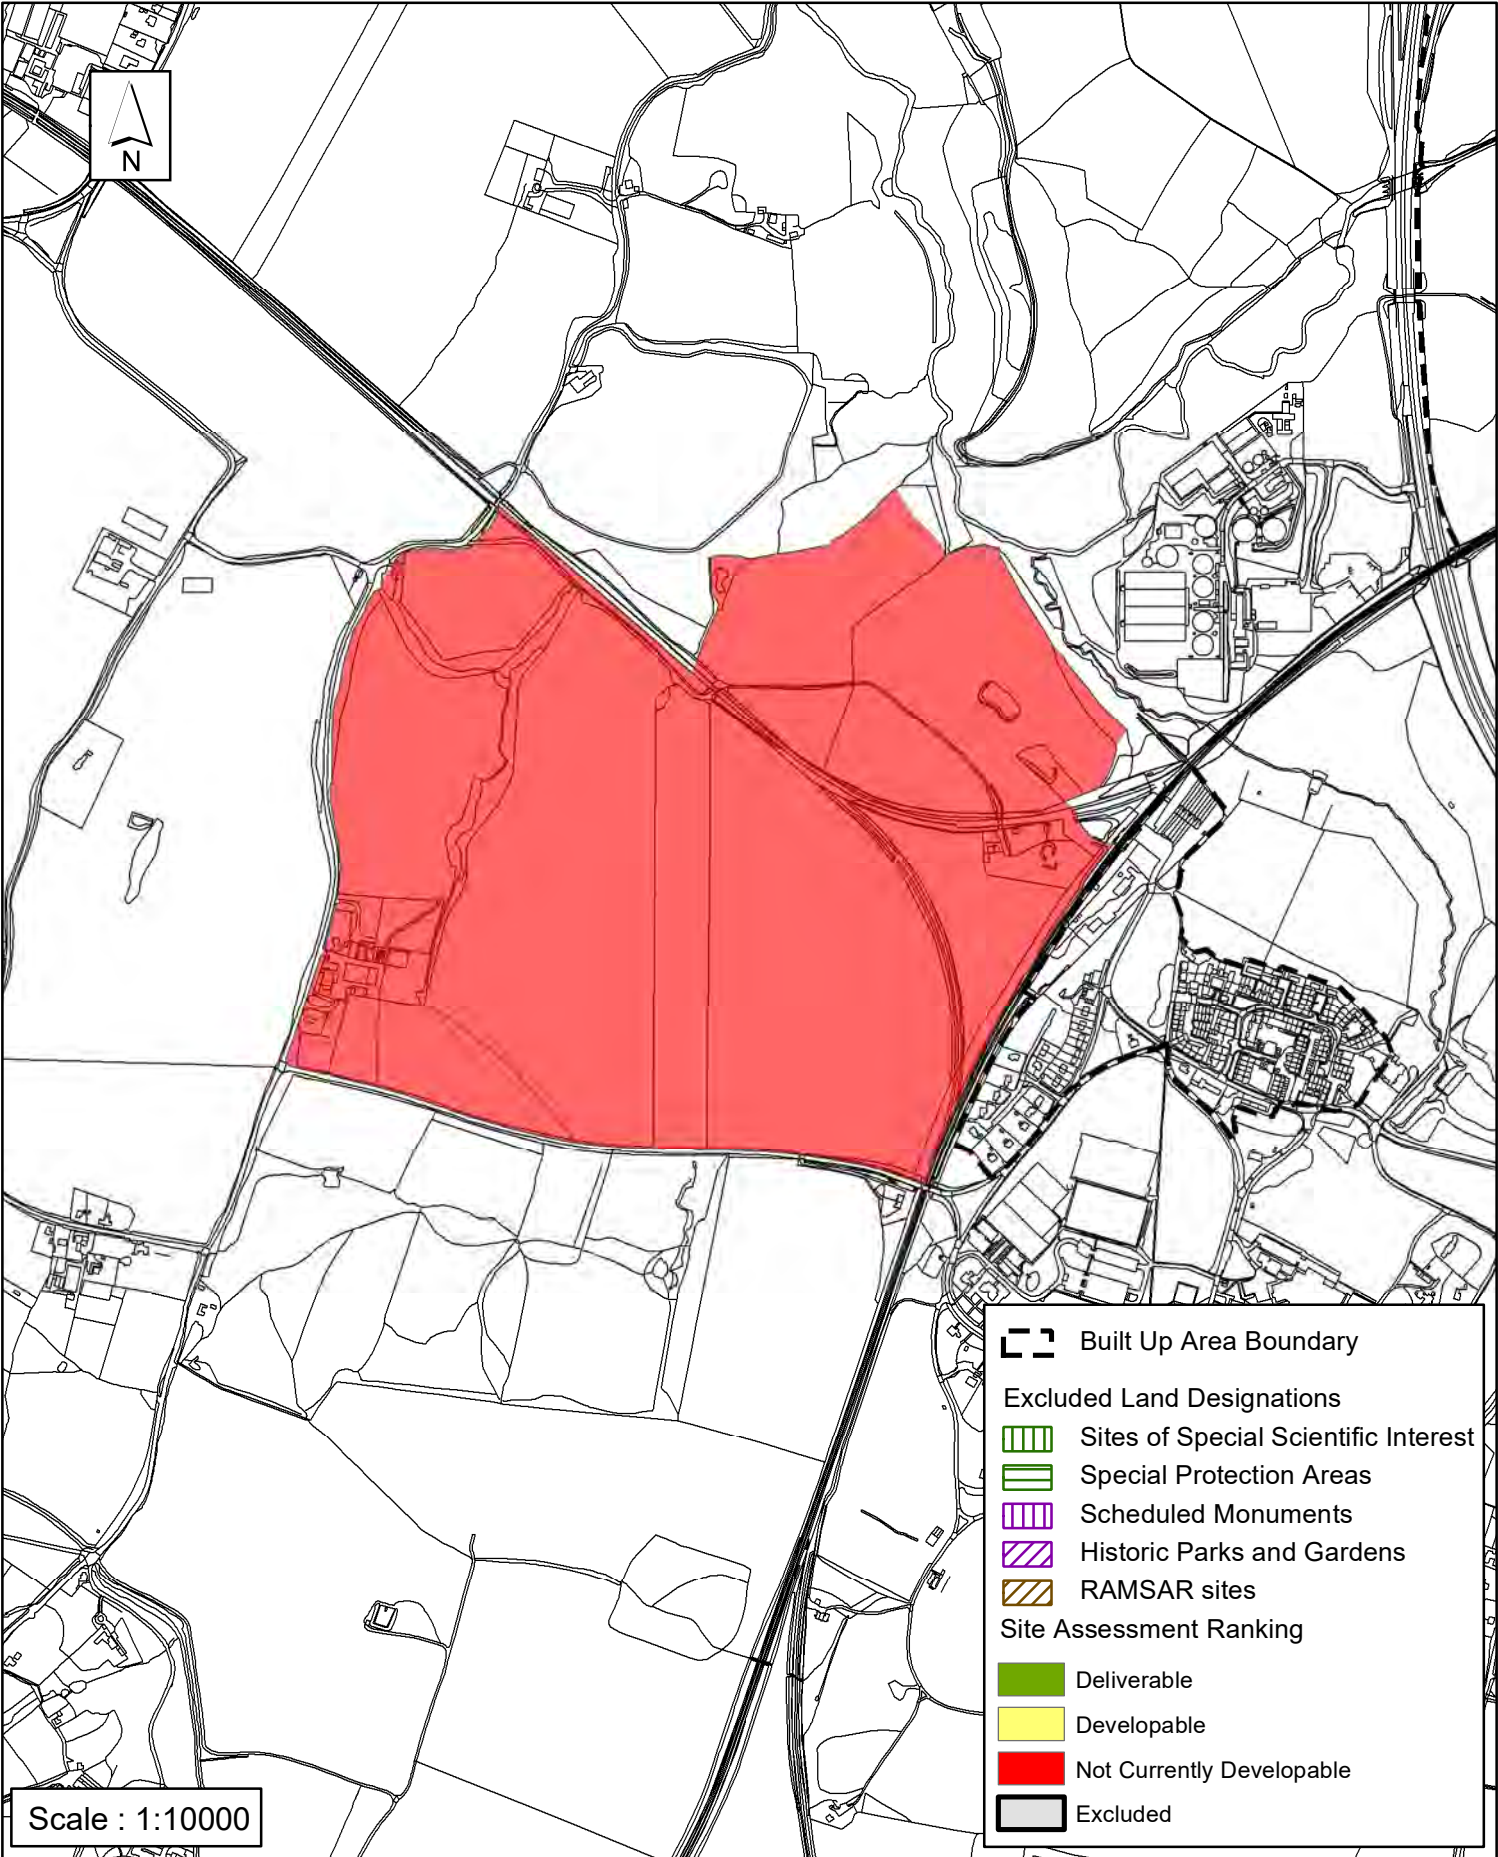 N
Built Up Area Boundary
Excluded Land Designations
Sites of Special Scientific Interest
Special Protection Areas
Scheduled Monuments
Historic Parks and Gardens
RAMSAR sites
Site Assessment Ranking
Deliverable
Developable
Not Currently Developable
Excluded
Scale : 1:10000